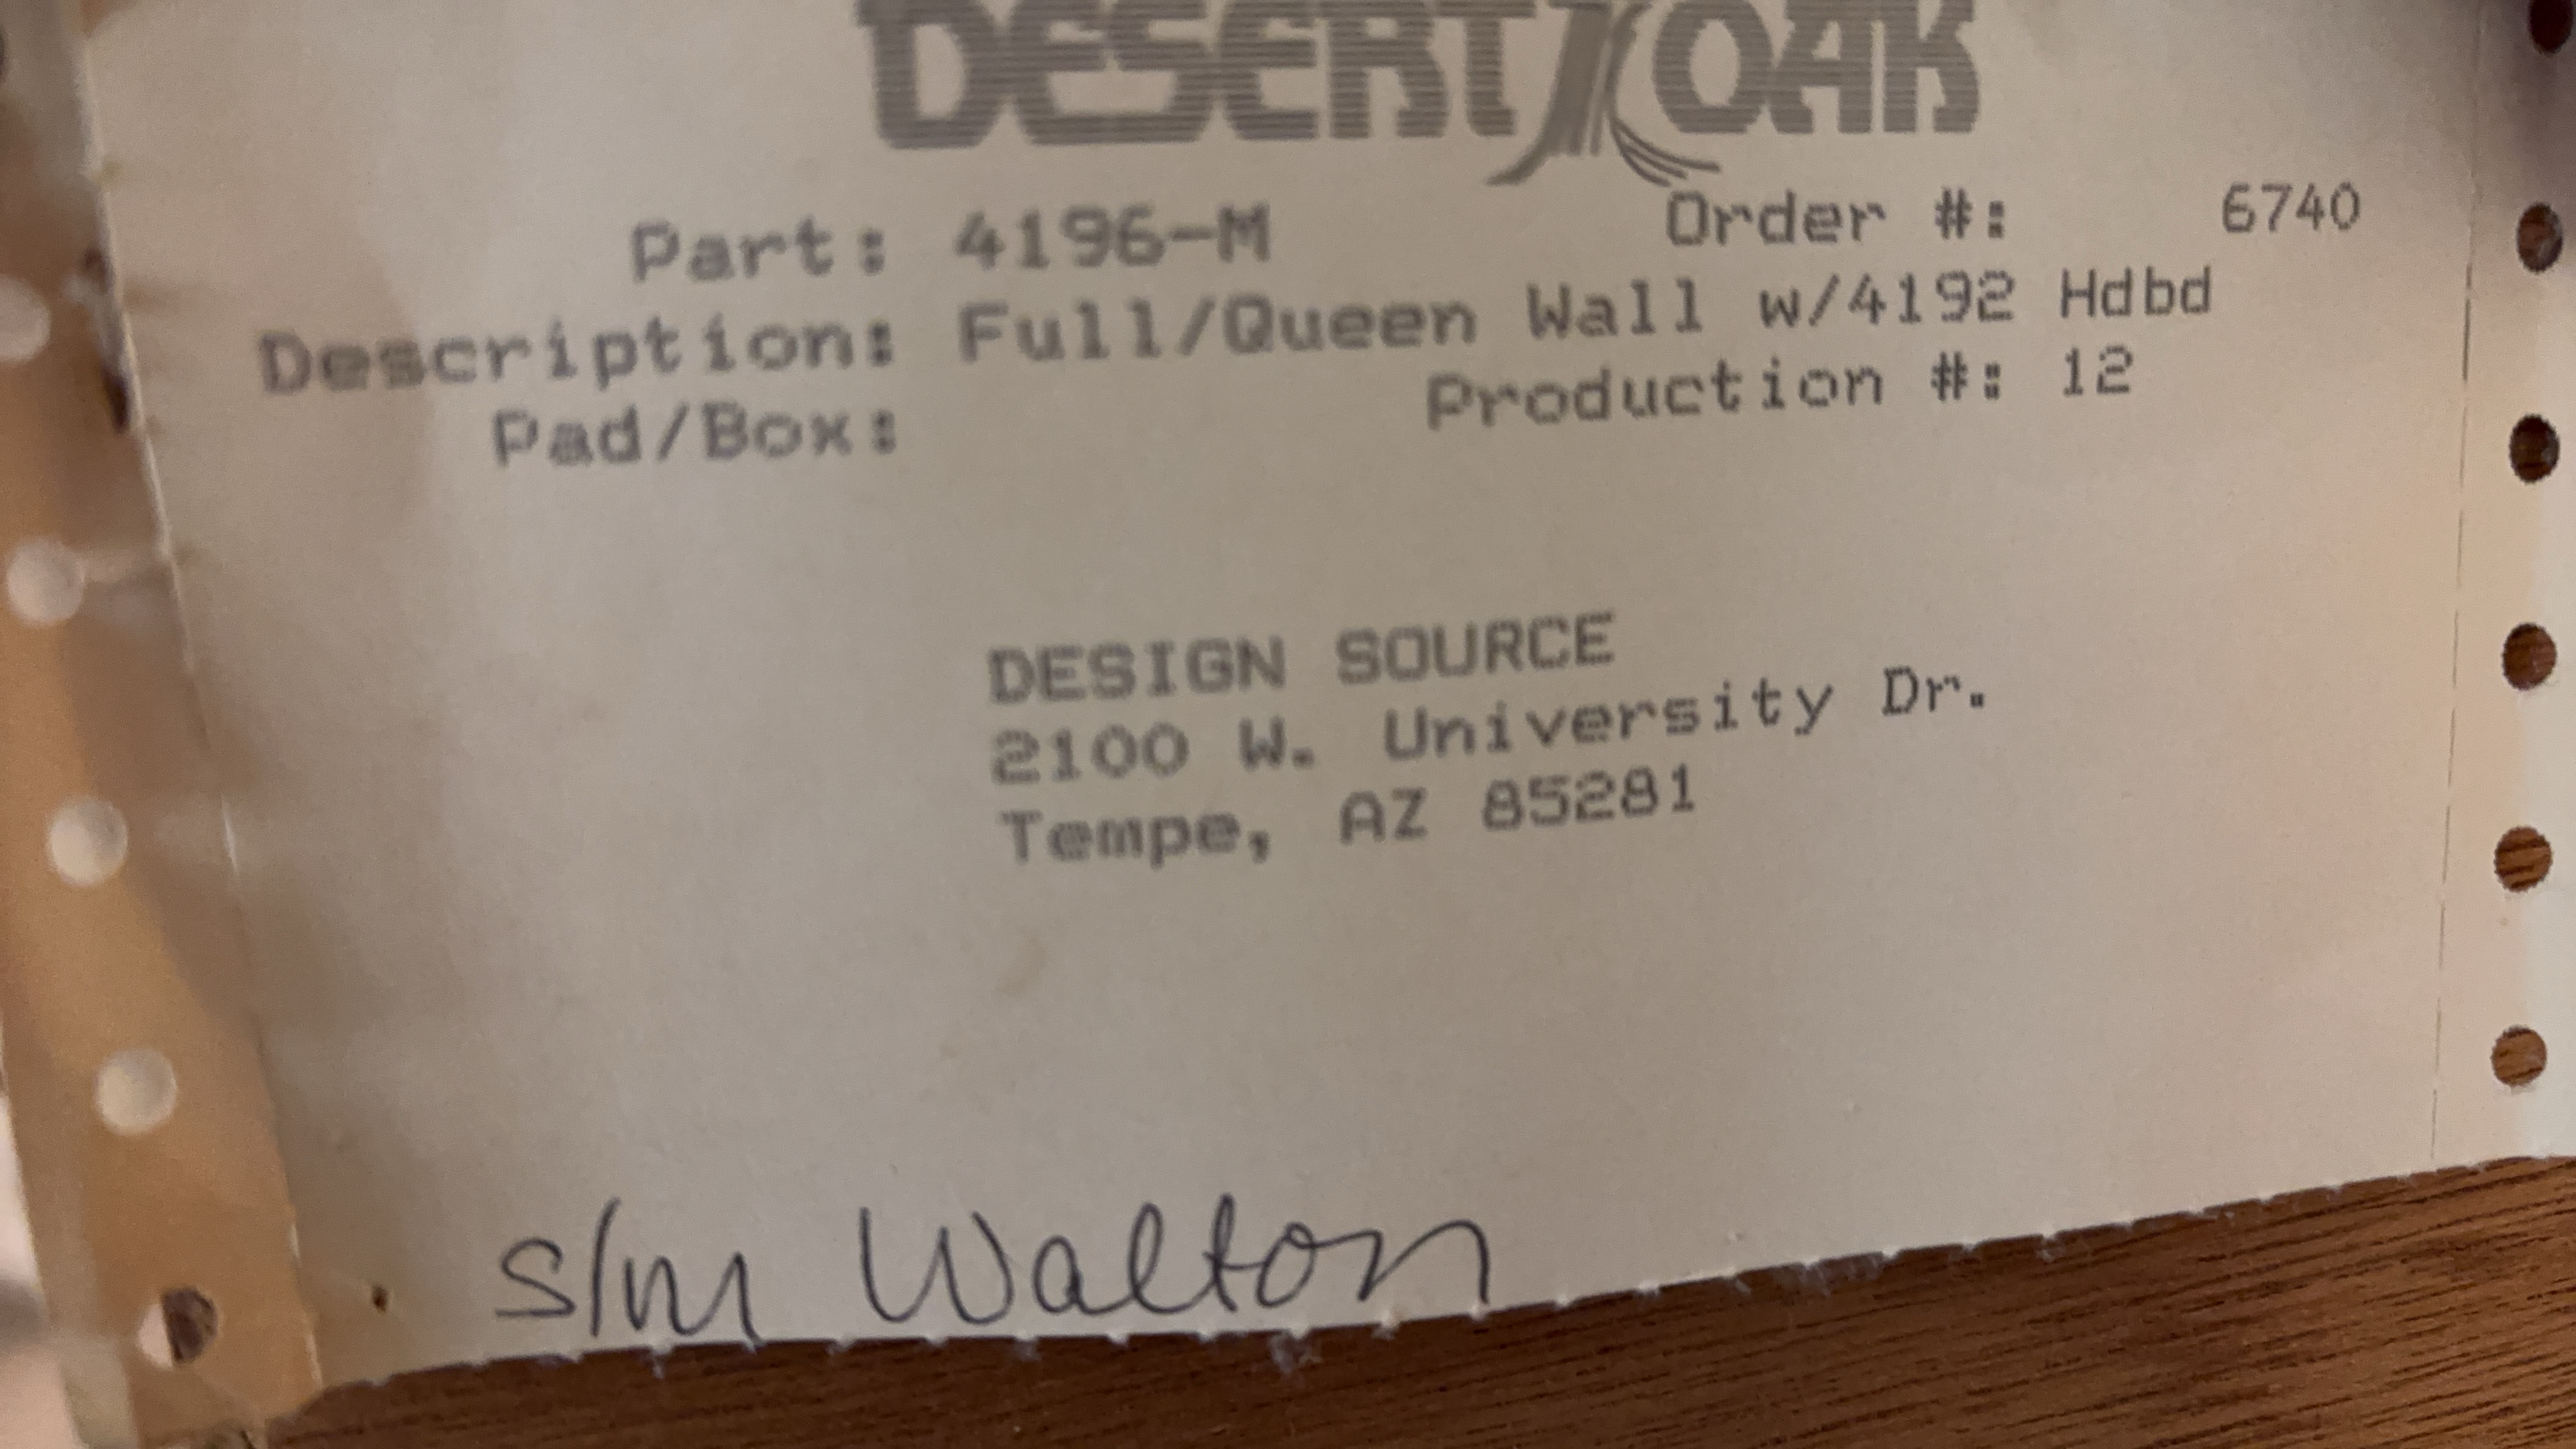 DESERT OAK
Part: 4196-M Order #: 6740
Description: Full/Queen Wall w/4192 Hdbd
Pad/Box: Production #: 12
DESIGN SOURCE
2100 W. University Dr.
Tempe, AZ 85281
s/m Walton